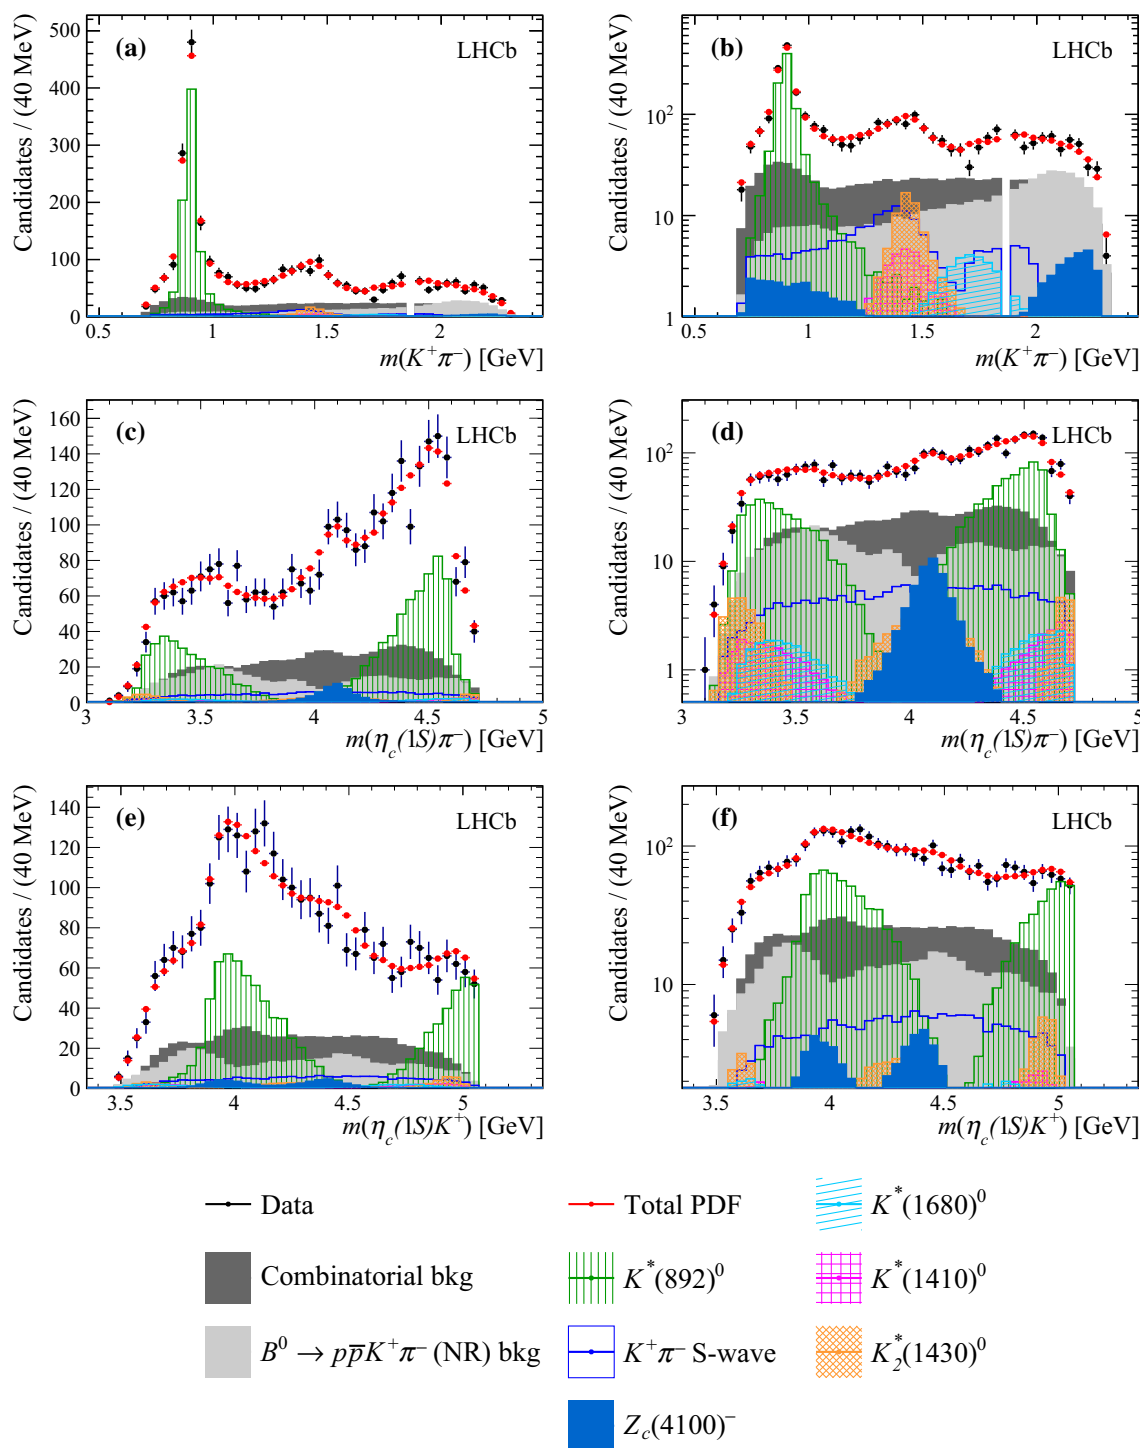 (a) LHCb
Candidates / (40 MeV)
500
400
300
200
100
0
0.5 1 1.5 2
m(K⁺π⁻) [GeV]
(b) LHCb
Candidates / (40 MeV)
10²
10
1
0.5 1 1.5 2
m(K⁺π⁻) [GeV]
(c) LHCb
Candidates / (40 MeV)
160
140
120
100
80
60
40
20
0
3 3.5 4 4.5 5
m(η_c(1S)π⁻) [GeV]
(d) LHCb
Candidates / (40 MeV)
10²
10
1
3 3.5 4 4.5 5
m(η_c(1S)π⁻) [GeV]
(e) LHCb
Candidates / (40 MeV)
140
120
100
80
60
40
20
0
3.5 4 4.5 5
m(η_c(1S)K⁺) [GeV]
(f) LHCb
Candidates / (40 MeV)
10²
10
3.5 4 4.5 5
m(η_c(1S)K⁺) [GeV]
Data Total PDF K*(1680)⁰
Combinatorial bkg K*(892)⁰ K*(1410)⁰
B⁰ → pp̅K⁺π⁻ (NR) bkg K⁺π⁻ S-wave K₂*(1430)⁰
Z_c(4100)⁻